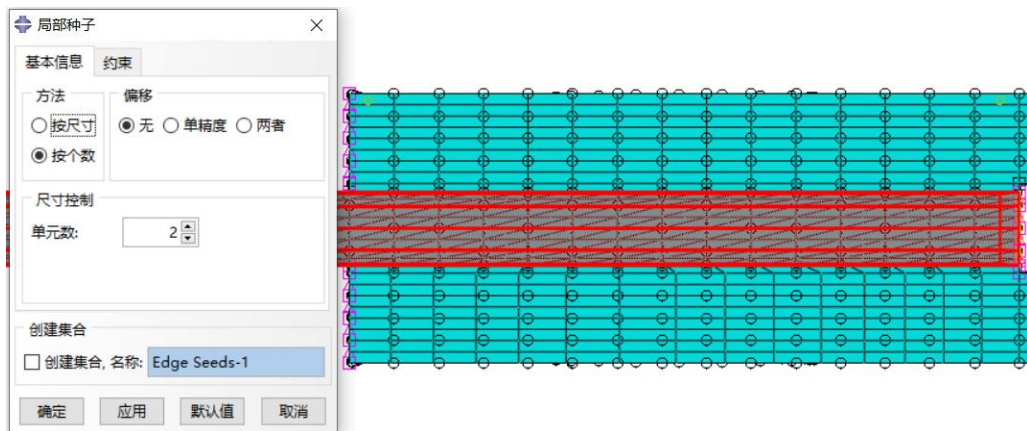 局部种子
基本信息 约束
方法 偏移
按尺寸 无 单精度 两者
按个数
尺寸控制
单元数: 2
创建集合
创建集合, 名称: Edge Seeds-1
确定 应用 默认值 取消